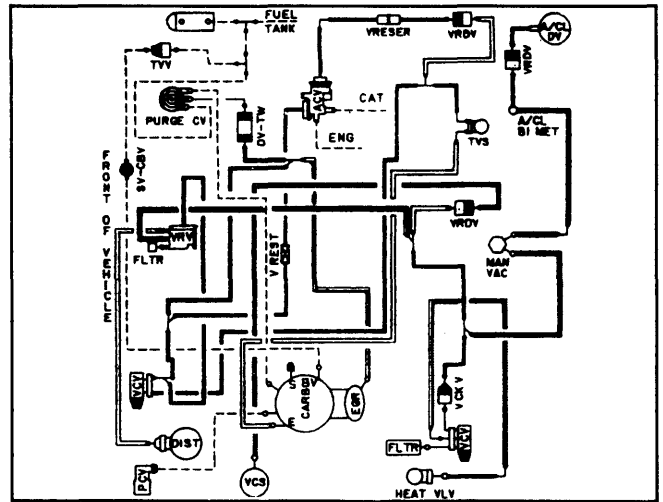 FUEL
TANK
VRESER
VRDV
A/CL
DV
TVV
VRDV
ACV
CAT
PURGE CV
DV-TW
ENG
A/CL
BI MET
TVS
SV-CBV
FRONT OF VEHICLE
VRDV
VRV
FLTR
V REST
MAN
VAC
S
V
CARB
E
EGR
VCV
VCK V
VCV
FLTR
DIST
PCV
VCS
HEAT VLV